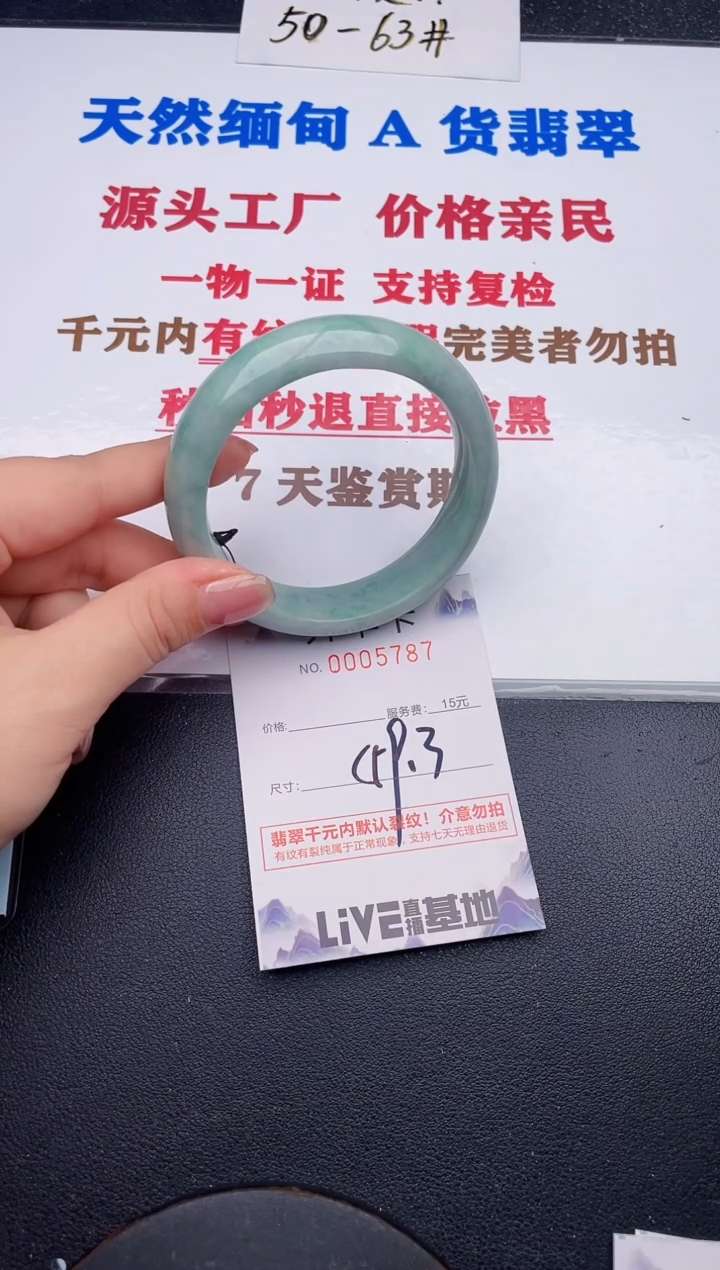 50-63#
天然缅甸 A 货翡翠
源头工厂 价格亲民
一物一证 支持复检
千元内有纹 完美者勿拍
秒退直接 黑
7 天鉴赏期
NO. 0005787
价格: 服务费: 15元
尺寸: 59.3
翡翠千元内默认裂纹！介意勿拍
有纹有裂纯属于正常现象，支持七天无理由退货
LIVE直播基地